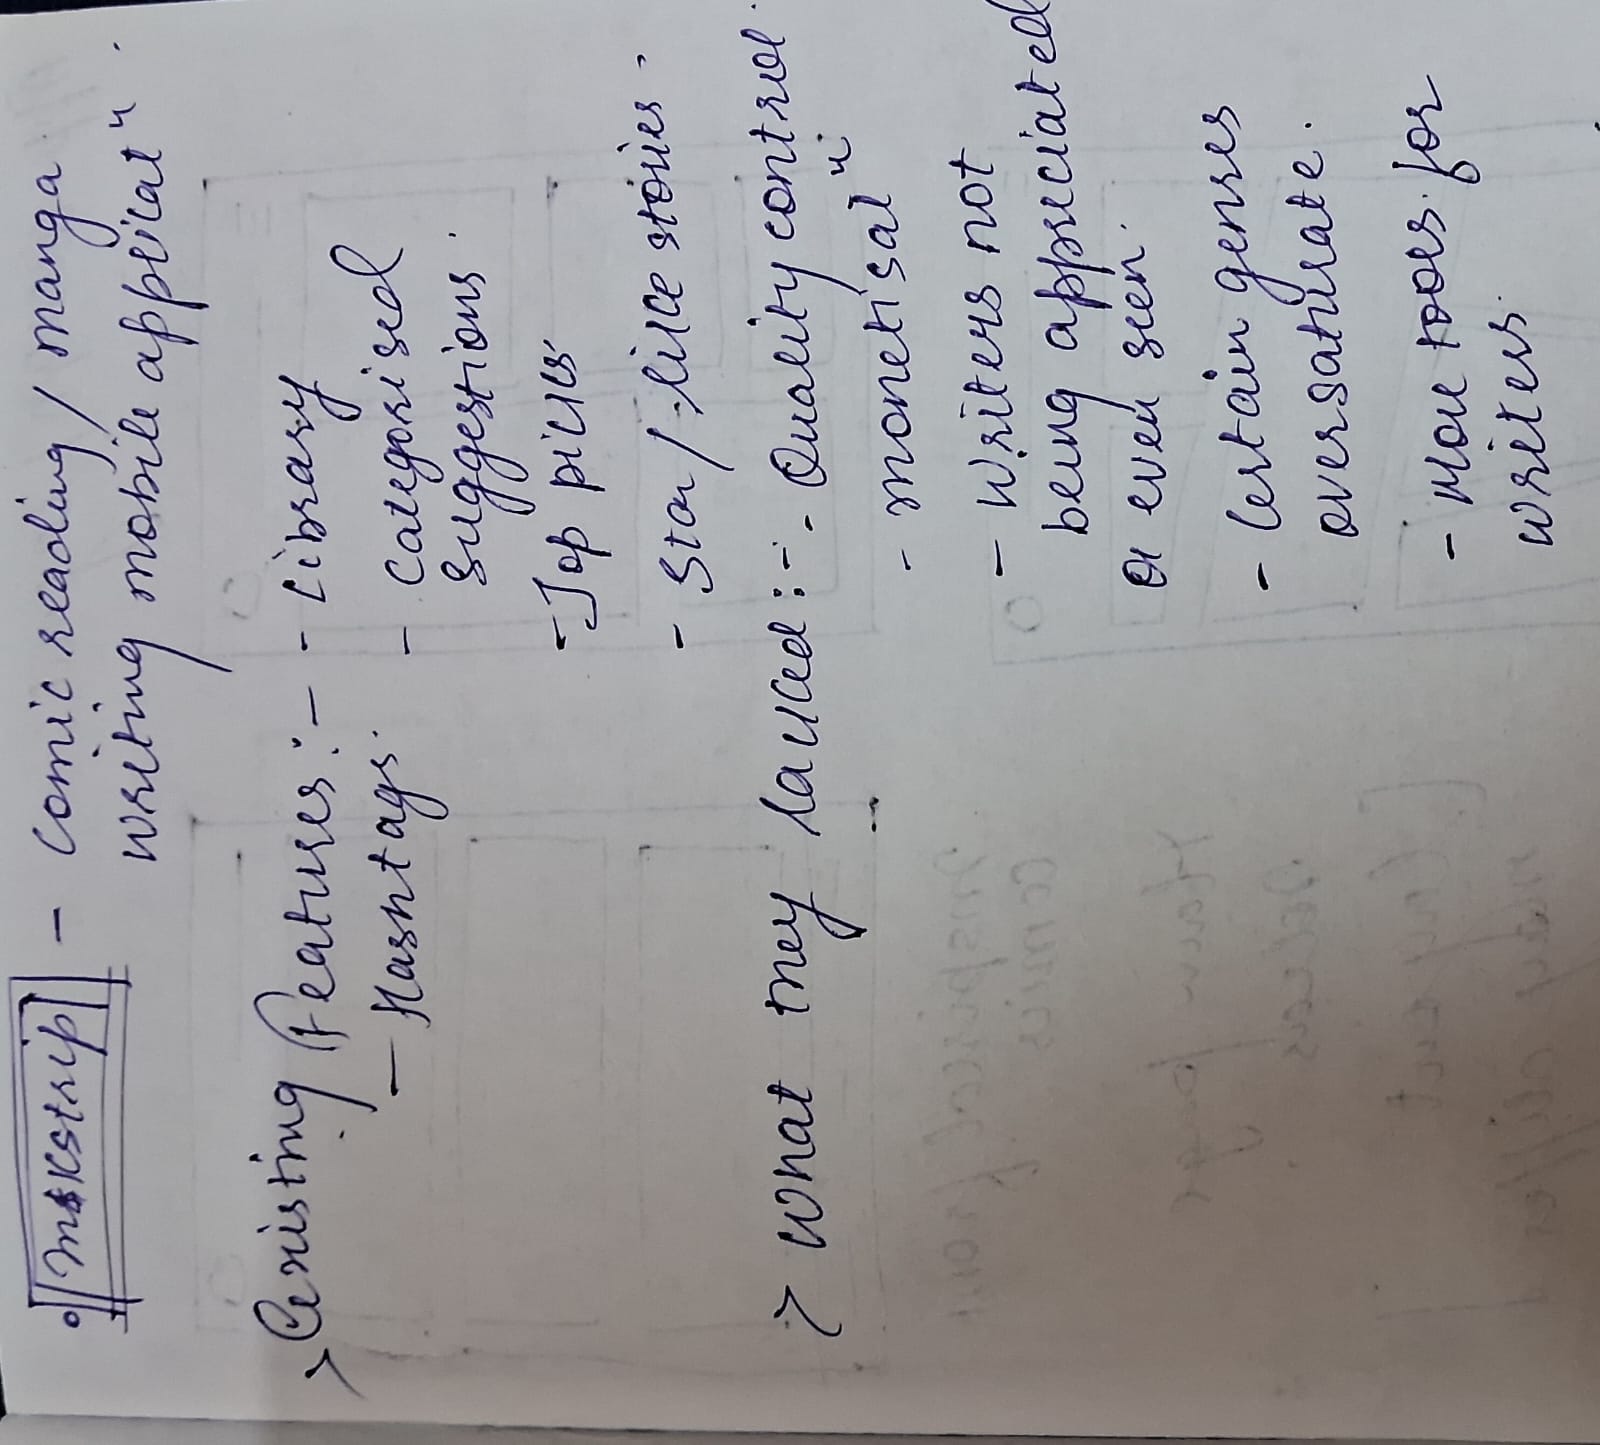 mskstrip - Comic reading / manga
writing mobile applicatⁿ.
> Existing Features :- - Library
- Hashtags.
- Categorised
suggestions.
- Top picks
- Star / like stories.
> What they lacked :- - Quality control.
- monetisatⁿ
- Writers not
being appreciated
or even seen.
- Certain genres
oversaturate.
- More tools for
writers.